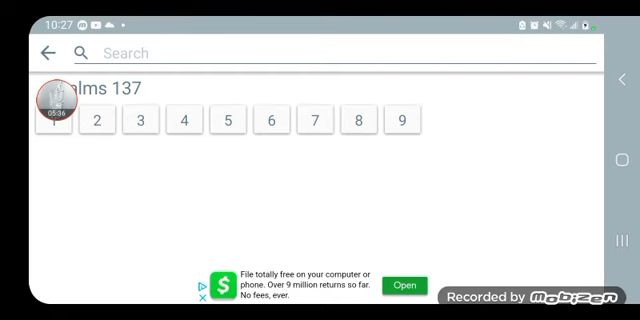 10:27
Search
alms 137
05:36
1 2 3 4 5 6 7 8 9
File totally free on your computer or
phone. Over 9 million returns so far.
No fees, ever.
Open
Recorded by Mobizen